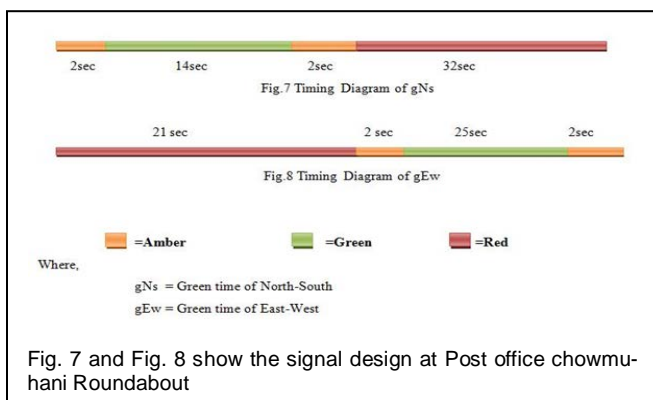 2sec 14sec 2sec 32sec
Fig.7 Timing Diagram of gNs
21 sec 2 sec 25sec 2sec
Fig.8 Timing Diagram of gEw
=Amber =Green =Red
Where,
gNs = Green time of North-South
gEw = Green time of East-West
Fig. 7 and Fig. 8 show the signal design at Post office chowmu-
hani Roundabout